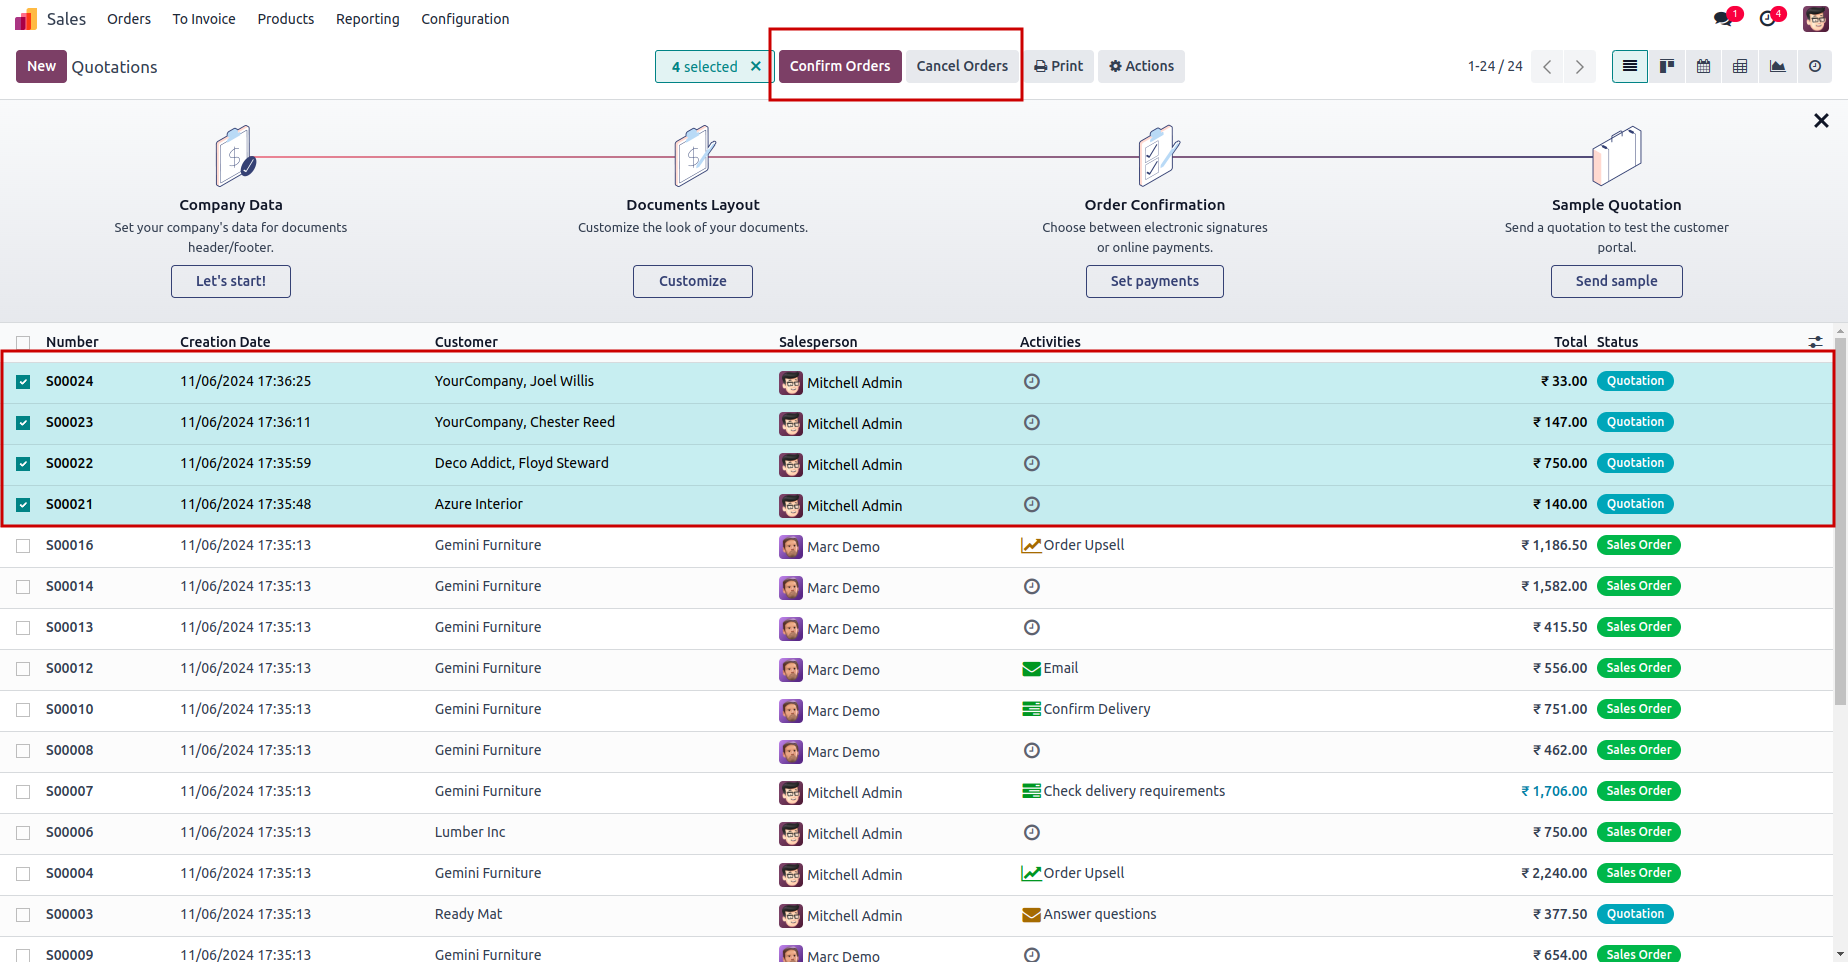 Sales Orders To Invoice Products Reporting Configuration 1 4
New Quotations 4 selected × Confirm Orders Cancel Orders Print Actions 1-24 / 24
Company Data
Set your company's data for documents
header/footer.
Let's start!
Documents Layout
Customize the look of your documents.
Customize
Order Confirmation
Choose between electronic signatures
or online payments.
Set payments
Sample Quotation
Send a quotation to test the customer
portal.
Send sample
Number Creation Date Customer Salesperson Activities Total Status
S00024 11/06/2024 17:36:25 YourCompany, Joel Willis Mitchell Admin ₹ 33.00 Quotation
S00023 11/06/2024 17:36:11 YourCompany, Chester Reed Mitchell Admin ₹ 147.00 Quotation
S00022 11/06/2024 17:35:59 Deco Addict, Floyd Steward Mitchell Admin ₹ 750.00 Quotation
S00021 11/06/2024 17:35:48 Azure Interior Mitchell Admin ₹ 140.00 Quotation
S00016 11/06/2024 17:35:13 Gemini Furniture Marc Demo Order Upsell ₹ 1,186.50 Sales Order
S00014 11/06/2024 17:35:13 Gemini Furniture Marc Demo ₹ 1,582.00 Sales Order
S00013 11/06/2024 17:35:13 Gemini Furniture Marc Demo ₹ 415.50 Sales Order
S00012 11/06/2024 17:35:13 Gemini Furniture Marc Demo Email ₹ 556.00 Sales Order
S00010 11/06/2024 17:35:13 Gemini Furniture Marc Demo Confirm Delivery ₹ 751.00 Sales Order
S00008 11/06/2024 17:35:13 Gemini Furniture Marc Demo ₹ 462.00 Sales Order
S00007 11/06/2024 17:35:13 Gemini Furniture Mitchell Admin Check delivery requirements ₹ 1,706.00 Sales Order
S00006 11/06/2024 17:35:13 Lumber Inc Mitchell Admin ₹ 750.00 Sales Order
S00004 11/06/2024 17:35:13 Gemini Furniture Mitchell Admin Order Upsell ₹ 2,240.00 Sales Order
S00003 11/06/2024 17:35:13 Ready Mat Mitchell Admin Answer questions ₹ 377.50 Quotation
S00009 11/06/2024 17:35:13 Gemini Furniture Marc Demo ₹ 654.00 Sales Order